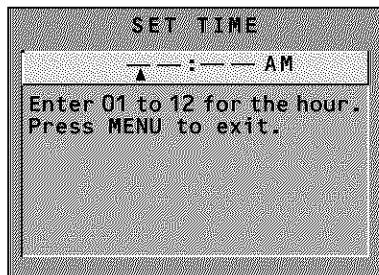 SET TIME
— — : — — AM
Enter 01 to 12 for the hour.
Press MENU to exit.